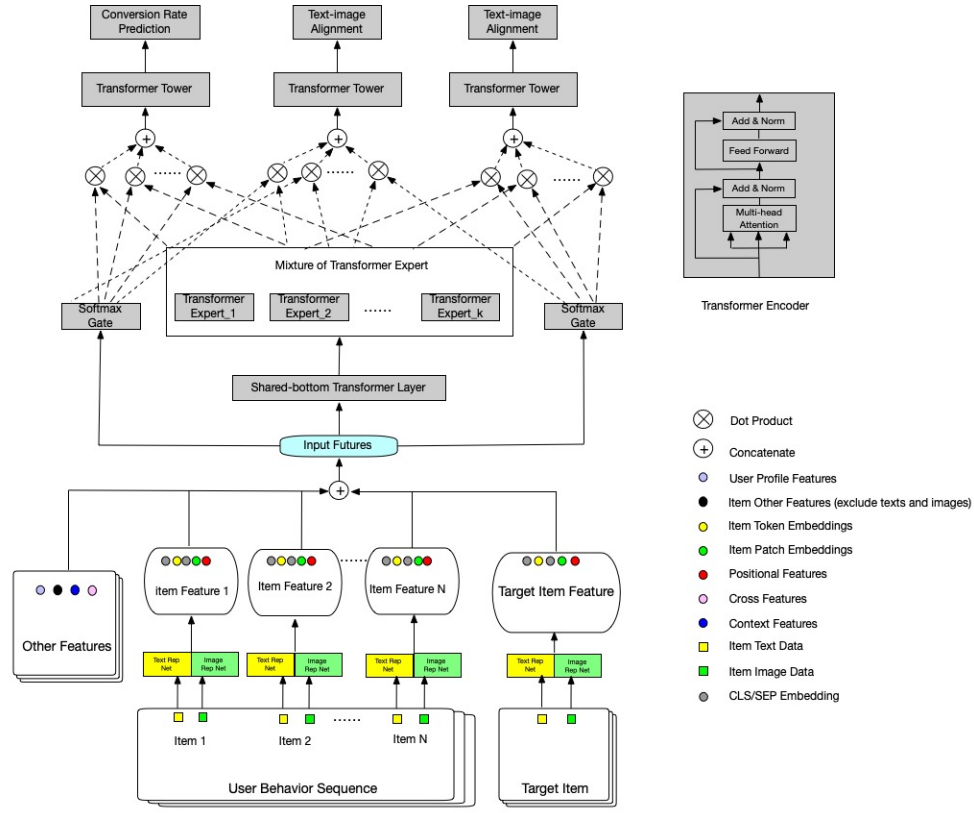 Conversion Rate
Prediction
Text-image
Alignment
Text-image
Alignment
Transformer Tower
Transformer Tower
Transformer Tower
Add & Norm
Feed Forward
Add & Norm
Multi-head
Attention
Transformer Encoder
Mixture of Transformer Expert
Transformer
Expert_1
Transformer
Expert_2
......
Transformer
Expert_k
Softmax
Gate
Softmax
Gate
Shared-bottom Transformer Layer
Input Futures
Dot Product
Concatenate
User Profile Features
Item Other Features (exclude texts and images)
Item Token Embeddings
Item Patch Embeddings
Positional Features
Cross Features
Context Features
Item Text Data
Item Image Data
CLS/SEP Embedding
Other Features
item Feature 1
Item Feature 2
Item Feature N
Target Item Feature
Text Rep
Net
Image
Rep Net
Text Rep
Net
Image
Rep Net
Text Rep
Net
Image
Rep Net
Text Rep
Net
Image
Rep Net
Item 1
Item 2
Item N
User Behavior Sequence
Target Item